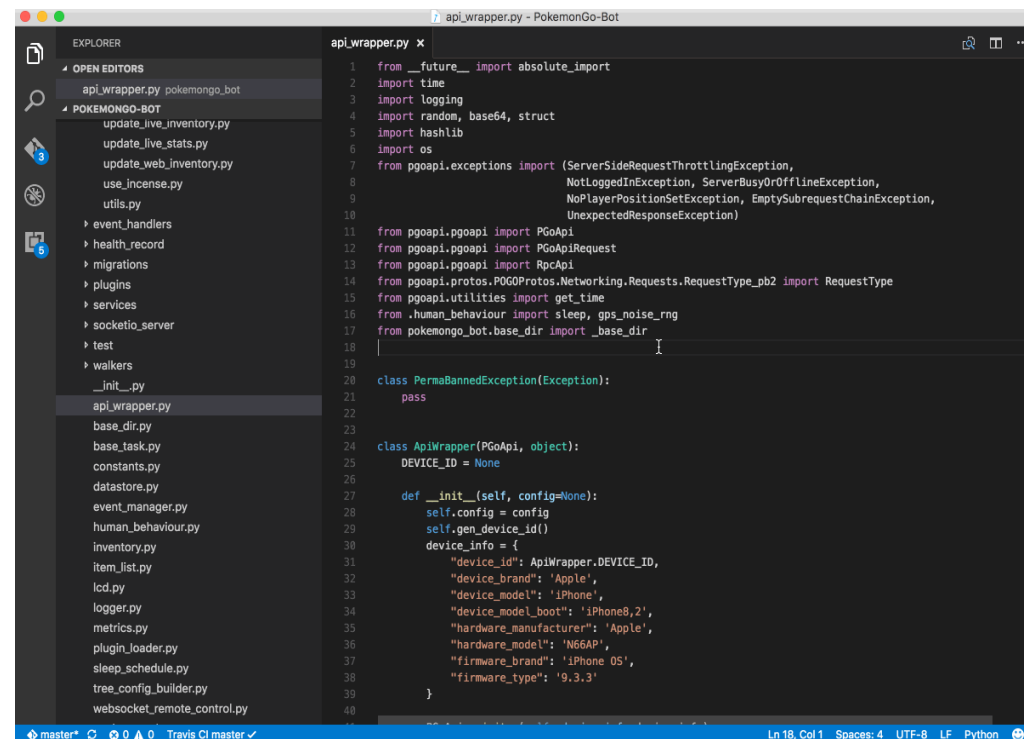 api_wrapper.py - PokemonGo-Bot
EXPLORER
OPEN EDITORS
api_wrapper.py pokemongo_bot
POKEMONGO-BOT
update_live_inventory.py
update_live_stats.py
update_web_inventory.py
use_incense.py
utils.py
event_handlers
health_record
migrations
plugins
services
socketio_server
test
walkers
__init__.py
api_wrapper.py
base_dir.py
base_task.py
constants.py
datastore.py
event_manager.py
human_behaviour.py
inventory.py
item_list.py
lcd.py
logger.py
metrics.py
plugin_loader.py
sleep_schedule.py
tree_config_builder.py
websocket_remote_control.py
3
5
api_wrapper.py ×
1 from __future__ import absolute_import
2 import time
3 import logging
4 import random, base64, struct
5 import hashlib
6 import os
7 from pgoapi.exceptions import (ServerSideRequestThrottlingException,
8 NotLoggedInException, ServerBusyOrOfflineException,
9 NoPlayerPositionSetException, EmptySubrequestChainException,
10 UnexpectedResponseException)
11 from pgoapi.pgoapi import PGoApi
12 from pgoapi.pgoapi import PGoApiRequest
13 from pgoapi.pgoapi import RpcApi
14 from pgoapi.protos.POGOProtos.Networking.Requests.RequestType_pb2 import RequestType
15 from pgoapi.utilities import get_time
16 from .human_behaviour import sleep, gps_noise_rng
17 from pokemongo_bot.base_dir import _base_dir
18
19
20 class PermaBannedException(Exception):
21 pass
22
23
24 class ApiWrapper(PGoApi, object):
25 DEVICE_ID = None
26
27 def __init__(self, config=None):
28 self.config = config
29 self.gen_device_id()
30 device_info = {
31 "device_id": ApiWrapper.DEVICE_ID,
32 "device_brand": 'Apple',
33 "device_model": 'iPhone',
34 "device_model_boot": 'iPhone8,2',
35 "hardware_manufacturer": 'Apple',
36 "hardware_model": 'N66AP',
37 "firmware_brand": 'iPhone OS',
38 "firmware_type": '9.3.3'
39 }
40
master* 0 0 Travis CI master Ln 18, Col 1 Spaces: 4 UTF-8 LF Python